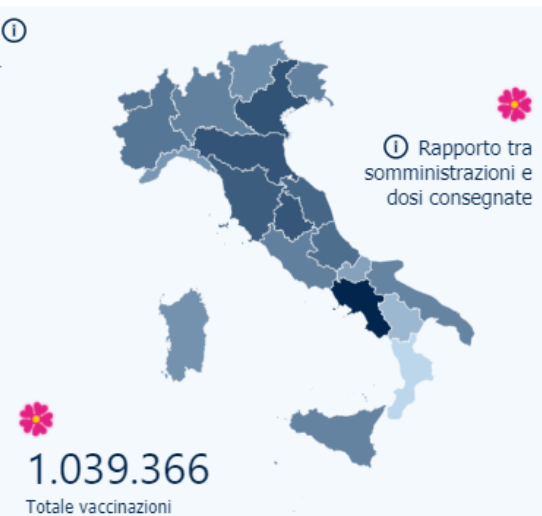 Rapporto tra
somministrazioni e
dosi consegnate
1.039.366
Totale vaccinazioni